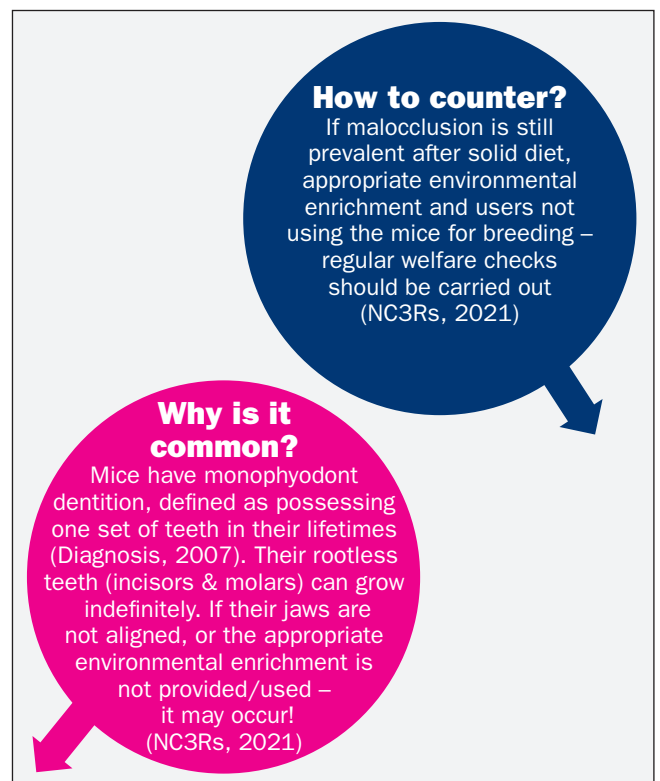 How to counter?
If malocclusion is still
prevalent after solid diet,
appropriate environmental
enrichment and users not
using the mice for breeding –
regular welfare checks
should be carried out
(NC3Rs, 2021)
Why is it
common?
Mice have monophyodont
dentition, defined as possessing
one set of teeth in their lifetimes
(Diagnosis, 2007). Their rootless
teeth (incisors & molars) can grow
indefinitely. If their jaws are
not aligned, or the appropriate
environmental enrichment is
not provided/used –
it may occur!
(NC3Rs, 2021)